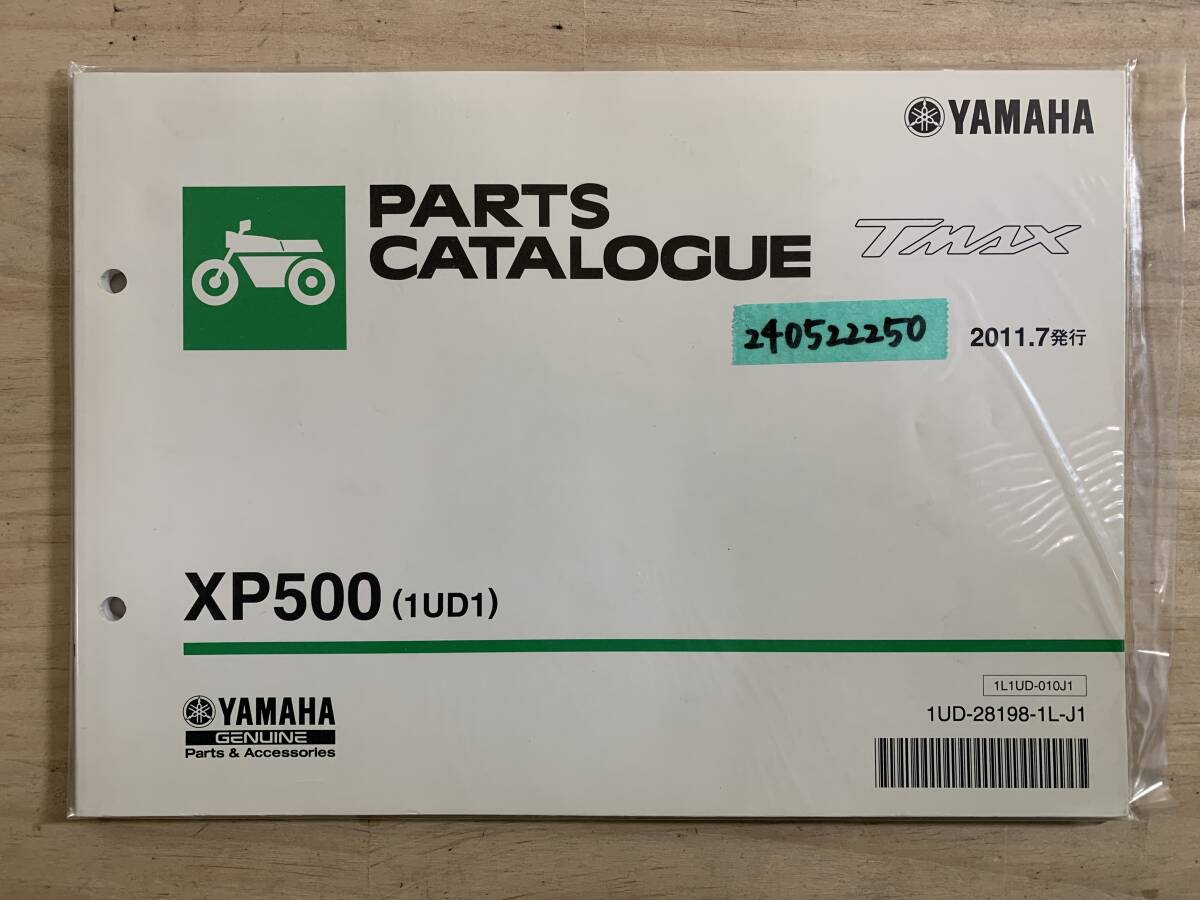 YAMAHA
PARTS
CATALOGUE
TMAX
240522250
2011.7発行
XP500 (1UD1)
1L1UD-010J1
1UD-28198-1L-J1
YAMAHA
GENUINE
Parts & Accessories